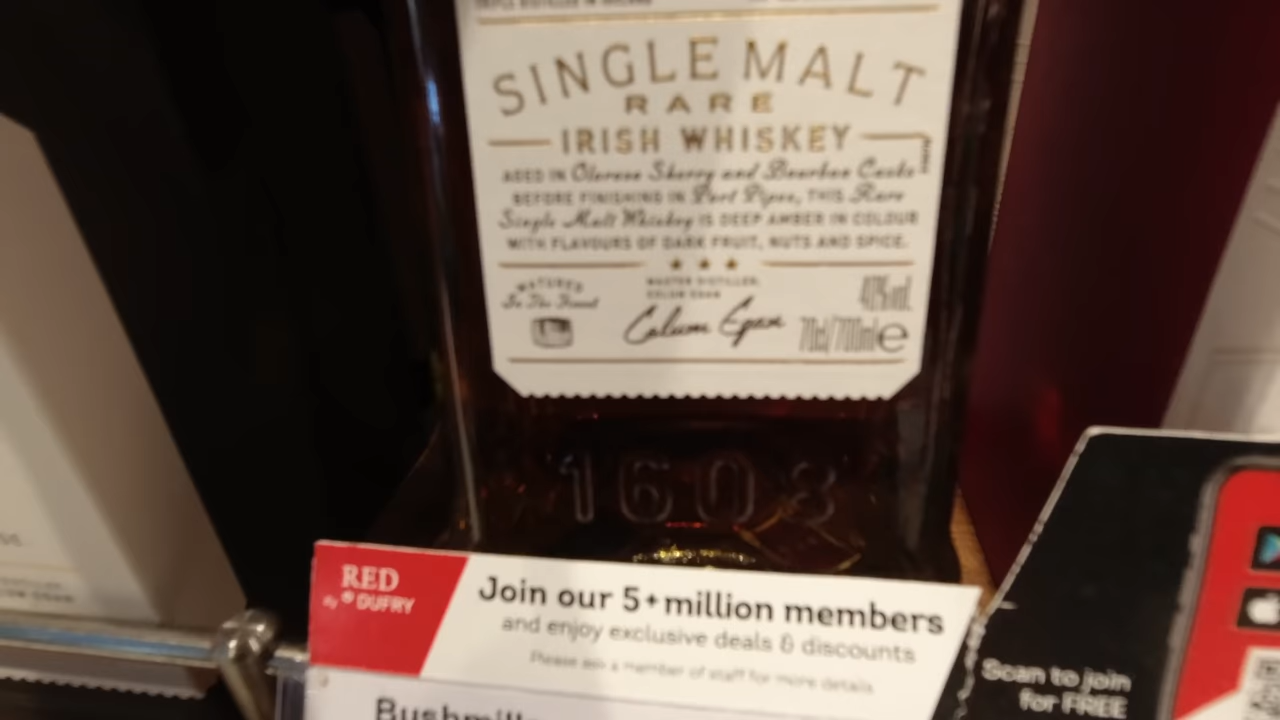 SINGLE MALT
RARE
IRISH WHISKEY
AGED IN Oloroso Sherry and Bourbon Casks
BEFORE FINISHING IN Port Pipes, THIS Rare
Single Malt Whiskey IS DEEP AMBER IN COLOUR
WITH FLAVOURS OF DARK FRUIT, NUTS AND SPICE.
MATURED
In The Wood
MASTER DISTILLER,
COLUM EGAN
Colum Egan
70cl/700ml e
1608
RED
by DUFRY
Join our 5+million members
and enjoy exclusive deals & discounts
Please ask a member of staff for more details
Scan to join
for FREE